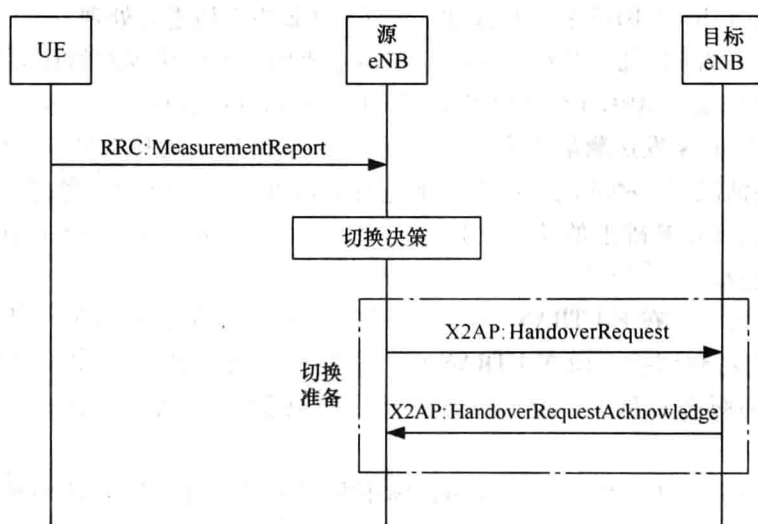 UE
源
eNB
目标
eNB
RRC: MeasurementReport
切换决策
X2AP: HandoverRequest
切换
准备
X2AP: HandoverRequestAcknowledge